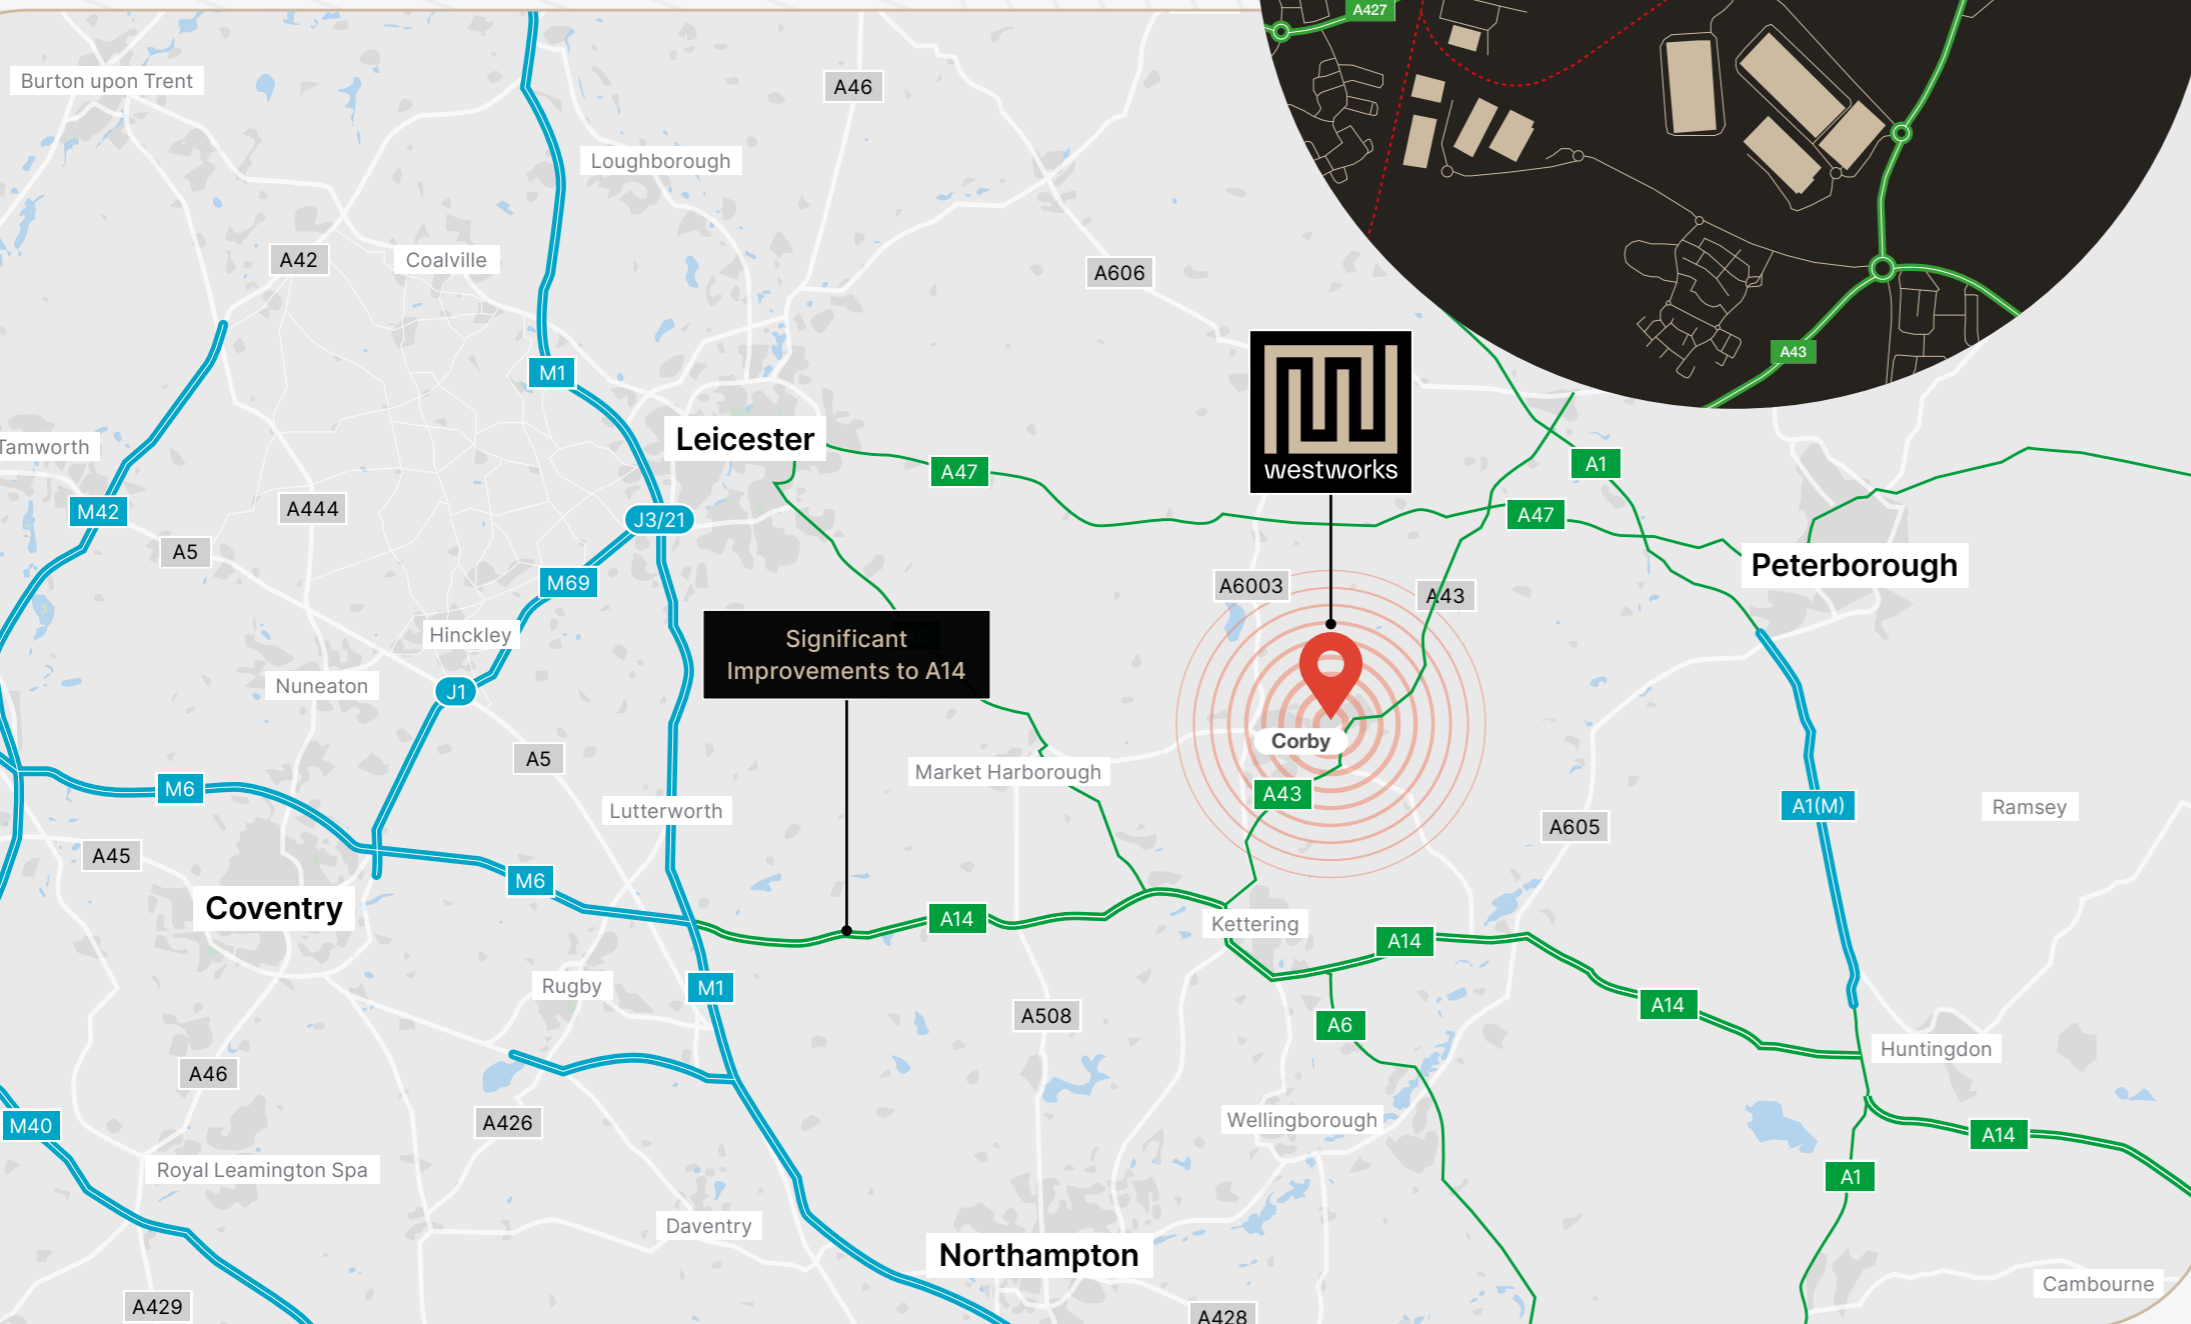 A427
Burton upon Trent
A46
Loughborough
A42
Coalville
A606
A43
M1
Leicester
westworks
Tamworth
A47
A1
M42
A444
J3/21
A47
A5
Peterborough
M69
A6003
A43
Hinckley
Significant
Improvements to A14
Nuneaton
J1
Corby
A5
Market Harborough
M6
A43
Lutterworth
A1(M)
Ramsey
A605
A45
M6
Coventry
A14
Kettering
A14
Rugby
M1
A14
A508
A6
Huntingdon
A46
A426
Wellingborough
M40
A14
Royal Leamington Spa
A1
Daventry
Northampton
Cambourne
A429
A428